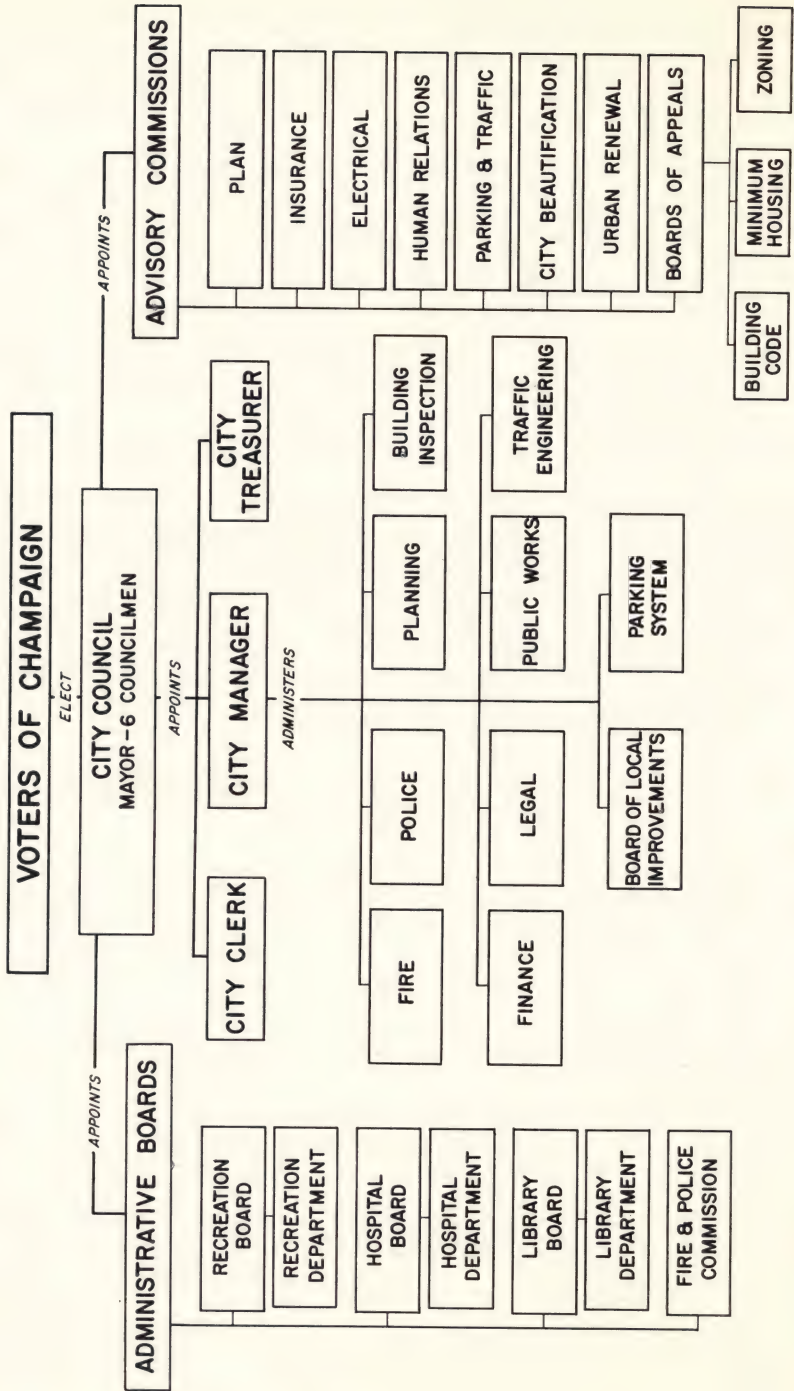 VOTERS OF CHAMPAIGN
ELECT
CITY COUNCIL
MAYOR-6 COUNCILMEN
APPOINTS
ADMINISTRATIVE BOARDS
RECREATION
BOARD
RECREATION
DEPARTMENT
HOSPITAL
BOARD
HOSPITAL
DEPARTMENT
LIBRARY
BOARD
LIBRARY
DEPARTMENT
FIRE & POLICE
COMMISSION
APPOINTS
CITY CLERK
CITY MANAGER
CITY
TREASURER
ADMINISTERS
FIRE
POLICE
PLANNING
BUILDING
INSPECTION
FINANCE
LEGAL
PUBLIC WORKS
TRAFFIC
ENGINEERING
BOARD OF LOCAL
IMPROVEMENTS
PARKING
SYSTEM
APPOINTS
ADVISORY COMMISSIONS
PLAN
INSURANCE
ELECTRICAL
HUMAN RELATIONS
PARKING & TRAFFIC
CITY BEAUTIFICATION
URBAN RENEWAL
BOARDS OF APPEALS
BUILDING
CODE
MINIMUM
HOUSING
ZONING